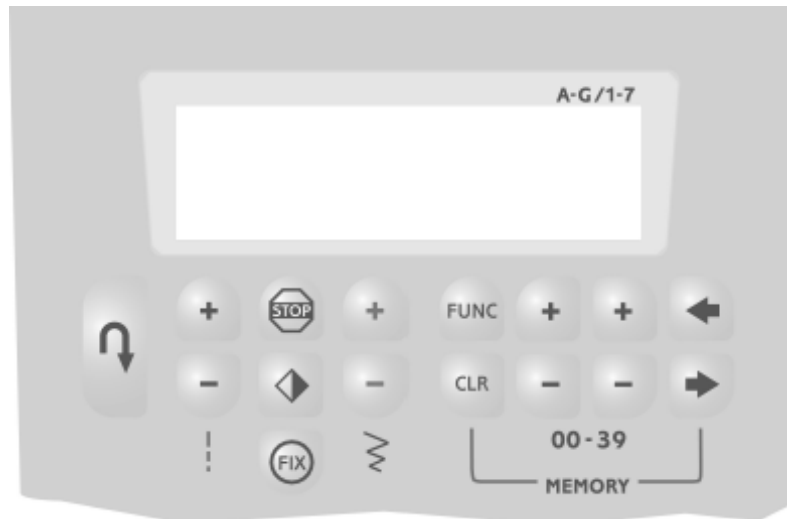 A-G/1-7
+ STOP + FUNC + + 
- - CLR - -
FIX 00-39
MEMORY